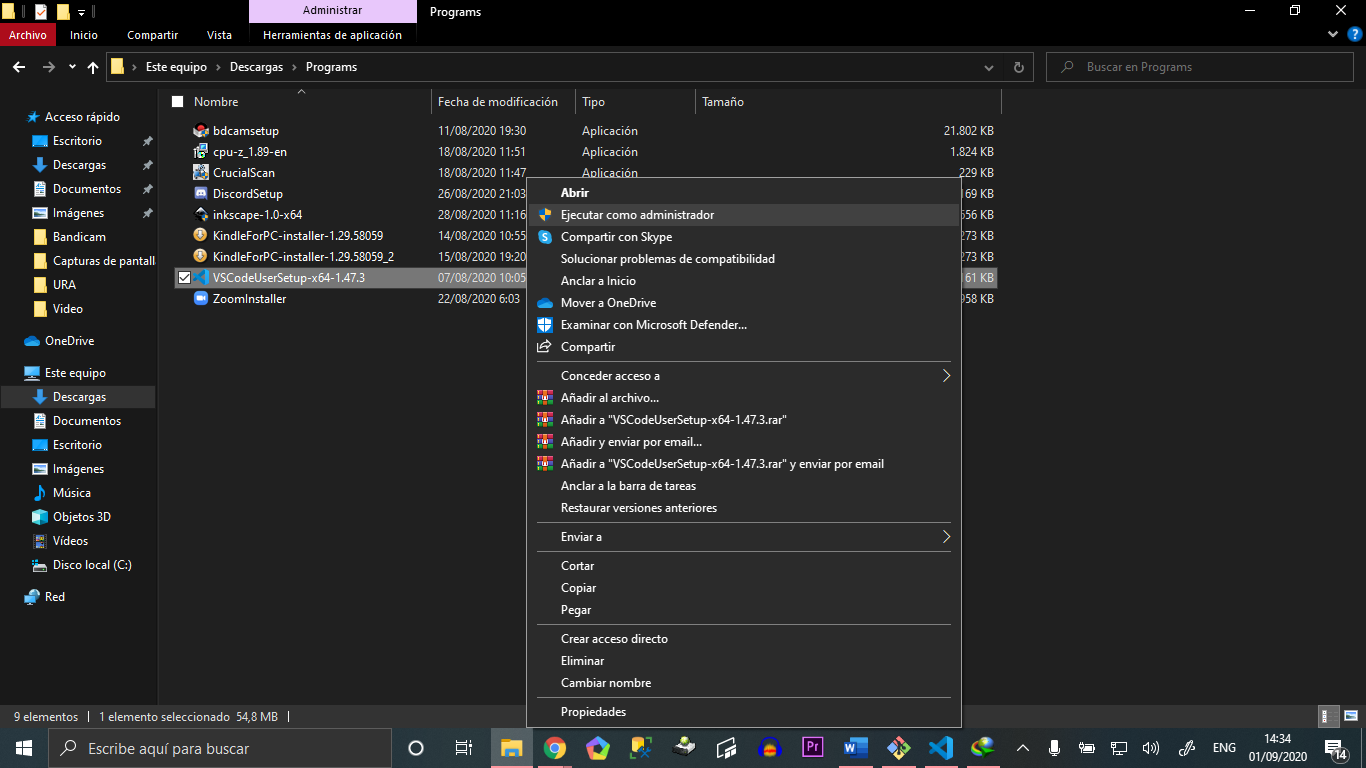 Administrar
Programs
Archivo
Inicio
Compartir
Vista
Herramientas de aplicación
Este equipo
Descargas
Programs
Buscar en Programs
Nombre
Fecha de modificación
Tipo
Tamaño
Acceso rápido
Escritorio
Descargas
Documentos
Imágenes
Bandicam
Capturas de pantall
URA
Video
OneDrive
Este equipo
Descargas
Documentos
Escritorio
Imágenes
Música
Objetos 3D
Vídeos
Disco local (C:)
Red
bdcamsetup 11/08/2020 19:30 Aplicación 21.802 KB
cpu-z_1.89-en 18/08/2020 11:51 Aplicación 1.824 KB
CrucialScan 18/08/2020 11:47 Aplicación 229 KB
DiscordSetup 26/08/2020 21:03 169 KB
inkscape-1.0-x64 28/08/2020 11:16 556 KB
KindleForPC-installer-1.29.58059 14/08/2020 10:55 273 KB
KindleForPC-installer-1.29.58059_2 15/08/2020 19:20 273 KB
VSCodeUserSetup-x64-1.47.3 07/08/2020 10:05 61 KB
ZoomInstaller 22/08/2020 6:03 958 KB
Abrir
Ejecutar como administrador
Compartir con Skype
Solucionar problemas de compatibilidad
Anclar a Inicio
Mover a OneDrive
Examinar con Microsoft Defender...
Compartir
Conceder acceso a
Añadir al archivo...
Añadir a "VSCodeUserSetup-x64-1.47.3.rar"
Añadir y enviar por email...
Añadir a "VSCodeUserSetup-x64-1.47.3.rar" y enviar por email
Anclar a la barra de tareas
Restaurar versiones anteriores
Enviar a
Cortar
Copiar
Pegar
Crear acceso directo
Eliminar
Cambiar nombre
Propiedades
9 elementos
1 elemento seleccionado 54,8 MB
Escribe aquí para buscar
Pr
ENG
14:34
01/09/2020
14